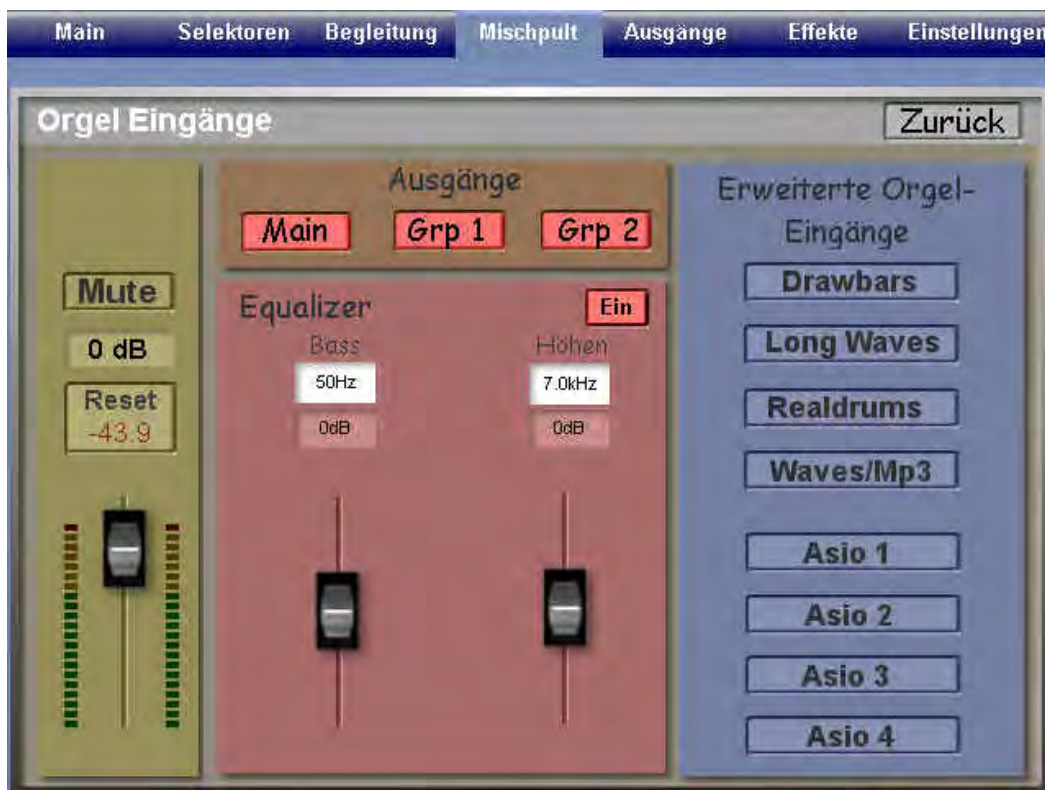 Main Selektoren Begleitung Mischpult Ausgänge Effekte Einstellungen
Orgel Eingänge
Zurück
Mute
0 dB
Reset
-43.9
Ausgänge
Main Grp 1 Grp 2
Equalizer
Ein
Bass Höhen
50Hz 7.0kHz
0dB 0dB
Erweiterte Orgel-
Eingänge
Drawbars
Long Waves
Realdrums
Waves/Mp3
Asio 1
Asio 2
Asio 3
Asio 4